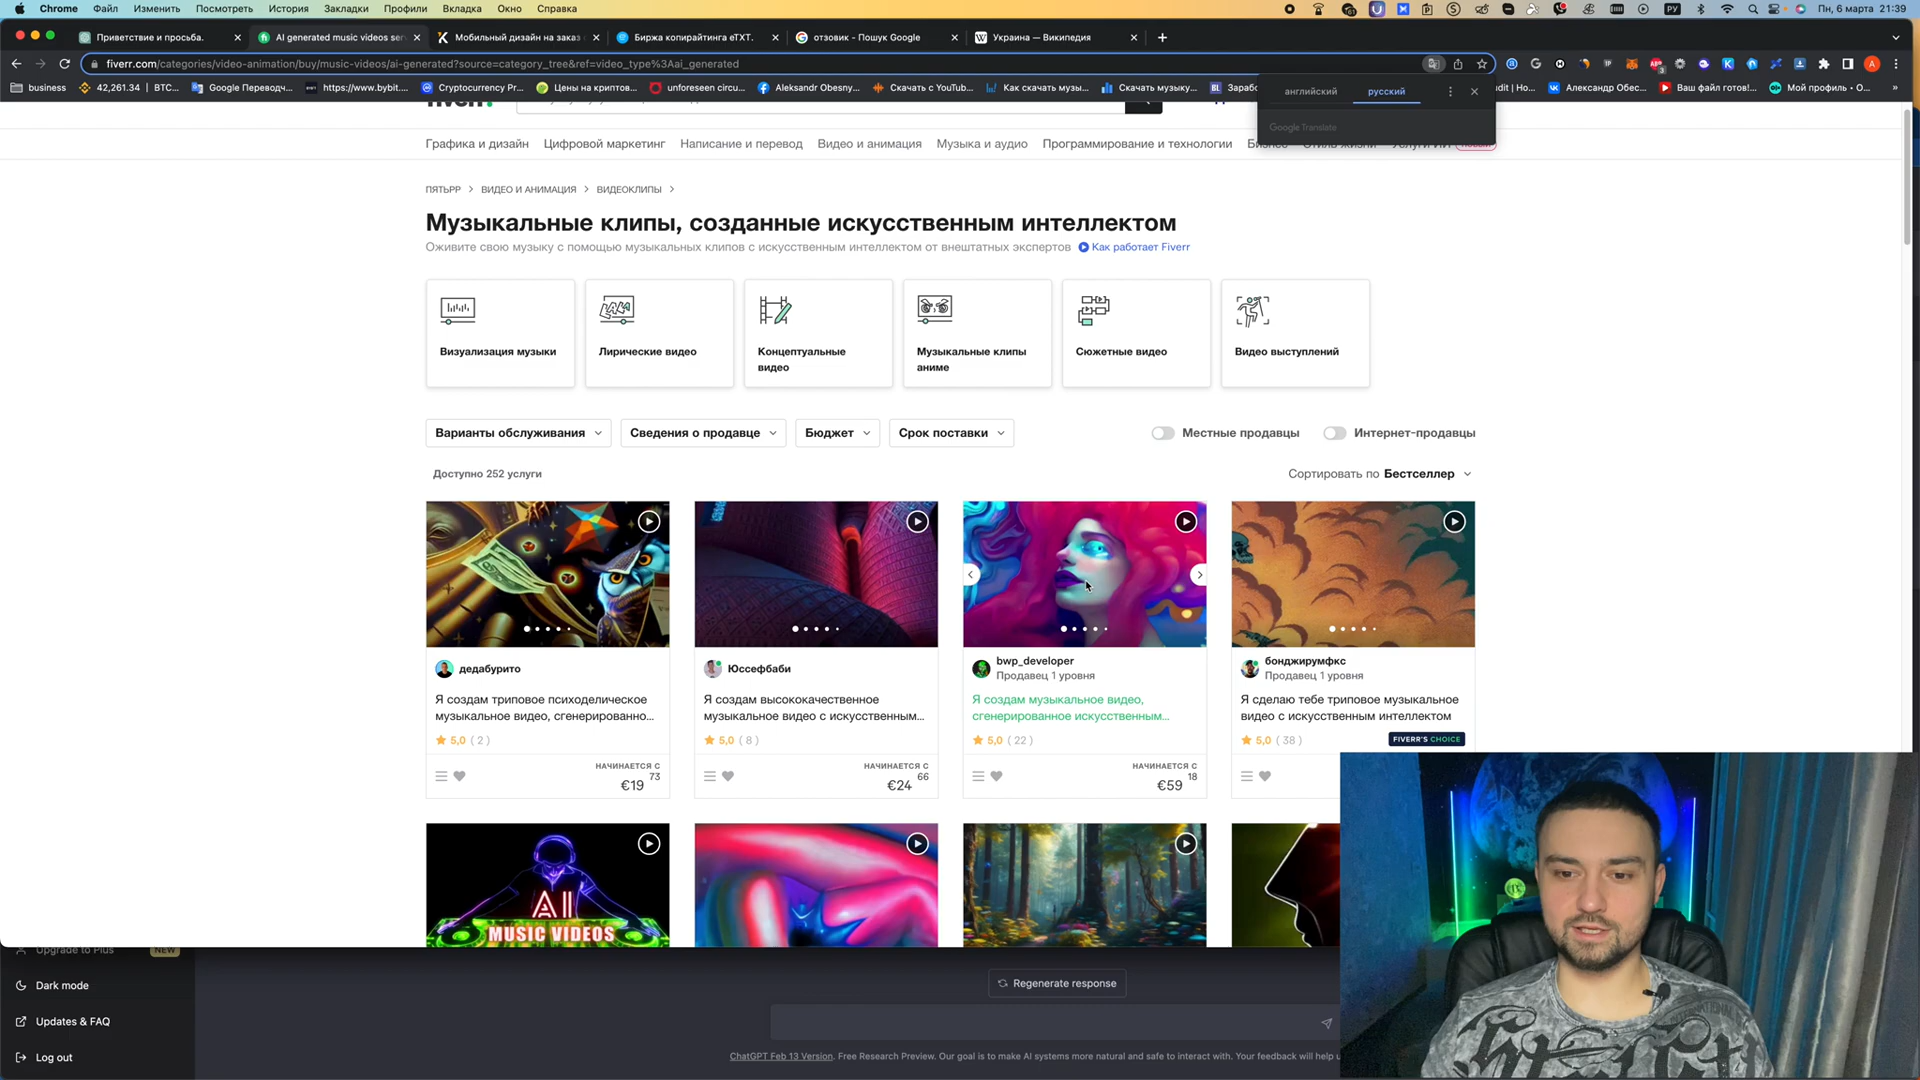 Chrome Файл Изменить Посмотреть История Закладки Профили Вкладка Окно Справка
РУ Пн, 6 марта 21:39
Приветствие и просьба.
AI generated music videos ser
Мобильный дизайн на заказ
Биржа копирайтинга eTXT.
отзовик - Пошук Google
Украина — Википедия
fiverr.com/categories/video-animation/buy/music-videos/ai-generated?source=category_tree&ref=video_type%3Aai_generated
business
42,261.34 | BTC...
Google Переводч...
https://www.bybit....
Cryptocurrency Pr...
Цены на криптов...
unforeseen circu...
Aleksandr Obesny...
Скачать с YouTub...
Как скачать музы...
Скачать музыку...
Александр Обес...
Ваш файл готов!...
Мой профиль • О...
английский русский
Google Translate
Графика и дизайн
Цифровой маркетинг
Написание и перевод
Видео и анимация
Музыка и аудио
Программирование и технологии
ПЯТЬРР > ВИДЕО И АНИМАЦИЯ > ВИДЕОКЛИПЫ >
Музыкальные клипы, созданные искусственным интеллектом
Оживите свою музыку с помощью музыкальных клипов с искусственным интеллектом от внештатных экспертов Как работает Fiverr
Визуализация музыки
Лирические видео
Концептуальные
видео
Музыкальные клипы
аниме
Сюжетные видео
Видео выступлений
Варианты обслуживания
Сведения о продавце
Бюджет
Срок поставки
Местные продавцы
Интернет-продавцы
Доступно 252 услуги
Сортировать по Бестселлер
дедабурито
Я создам триповое психоделическое
музыкальное видео, сгенерированно...
5,0 ( 2 )
НАЧИНАЕТСЯ С
€19 73
Юссефбаби
Я создам высококачественное
музыкальное видео с искусственным...
5,0 ( 8 )
НАЧИНАЕТСЯ С
€24 66
bwp_developer
Продавец 1 уровня
Я создам музыкальное видео,
сгенерированное искусственным...
5,0 ( 22 )
НАЧИНАЕТСЯ С
€59 18
бонджирумфкс
Продавец 1 уровня
Я сделаю тебе триповое музыкальное
видео с искусственным интеллектом
5,0 ( 38 )
FIVERR'S CHOICE
AI
MUSIC VIDEOS
Upgrade to Plus NEW
Dark mode
Updates & FAQ
Log out
Regenerate response
ChatGPT Feb 13 Version. Free Research Preview. Our goal is to make AI systems more natural and safe to interact with. Your feedback will help